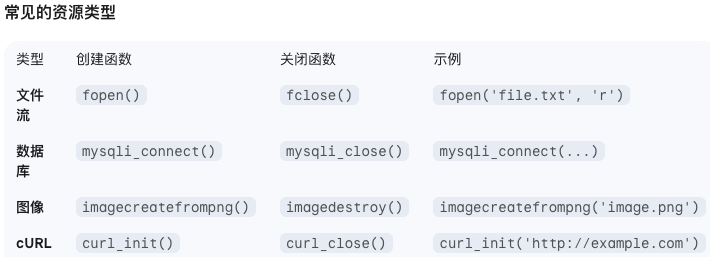 常见的资源类型
类型 创建函数 关闭函数 示例
文件流 fopen() fclose() fopen('file.txt', 'r')
数据库 mysqli_connect() mysqli_close() mysqli_connect(...)
图像 imagecreatefrompng() imagedestroy() imagecreatefrompng('image.png')
cURL curl_init() curl_close() curl_init('http://example.com')